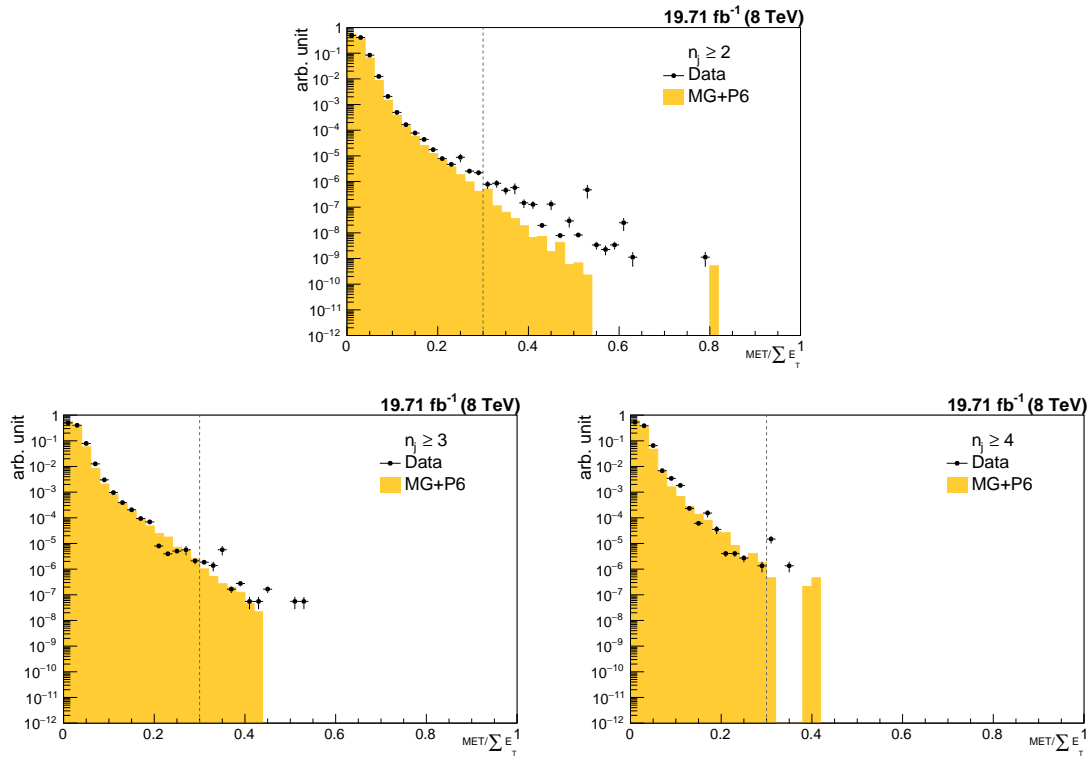 19.71 fb⁻¹ (8 TeV)
arb. unit
n_j ≥ 2
Data
MG+P6
1
10⁻¹
10⁻²
10⁻³
10⁻⁴
10⁻⁵
10⁻⁶
10⁻⁷
10⁻⁸
10⁻⁹
10⁻¹⁰
10⁻¹¹
10⁻¹²
0 0.2 0.4 0.6 0.8 1
MET/∑ E_T
19.71 fb⁻¹ (8 TeV)
arb. unit
n_j ≥ 3
Data
MG+P6
1
10⁻¹
10⁻²
10⁻³
10⁻⁴
10⁻⁵
10⁻⁶
10⁻⁷
10⁻⁸
10⁻⁹
10⁻¹⁰
10⁻¹¹
10⁻¹²
0 0.2 0.4 0.6 0.8 1
MET/∑ E_T
19.71 fb⁻¹ (8 TeV)
arb. unit
n_j ≥ 4
Data
MG+P6
1
10⁻¹
10⁻²
10⁻³
10⁻⁴
10⁻⁵
10⁻⁶
10⁻⁷
10⁻⁸
10⁻⁹
10⁻¹⁰
10⁻¹¹
10⁻¹²
0 0.2 0.4 0.6 0.8 1
MET/∑ E_T